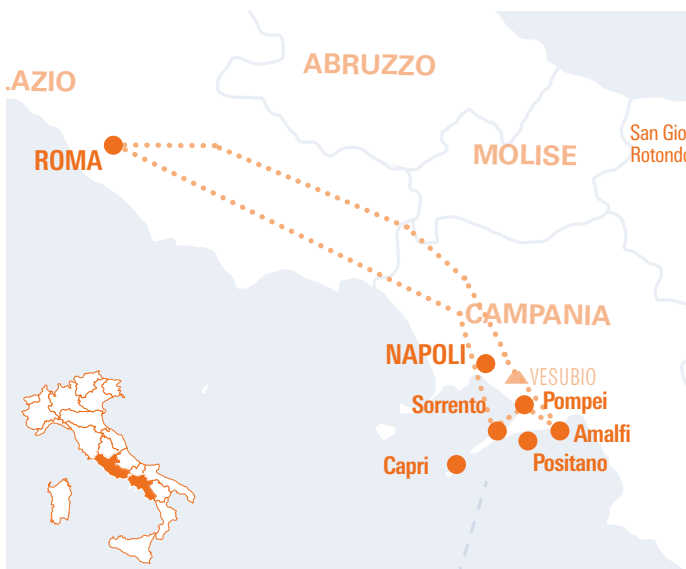 ABRUZZO
.AZIO
ROMA
MOLISE
San Gio
Rotondo
CAMPANIA
NAPOLI
VESUBIO
Sorrento
Pompei
Amalfi
Capri
Positano